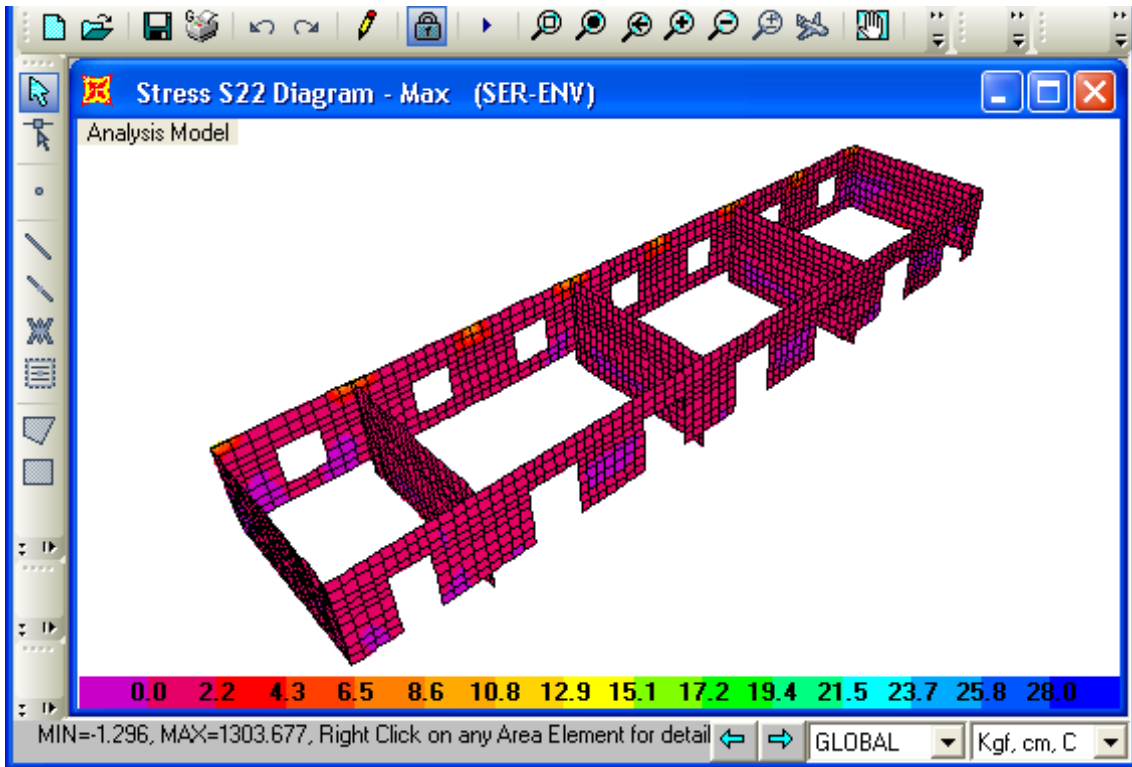 Stress S22 Diagram - Max (SER-ENV)
Analysis Model
0.0 2.2 4.3 6.5 8.6 10.8 12.9 15.1 17.2 19.4 21.5 23.7 25.8 28.0
MIN=-1.296, MAX=1303.677, Right Click on any Area Element for detail GLOBAL Kgf, cm, C